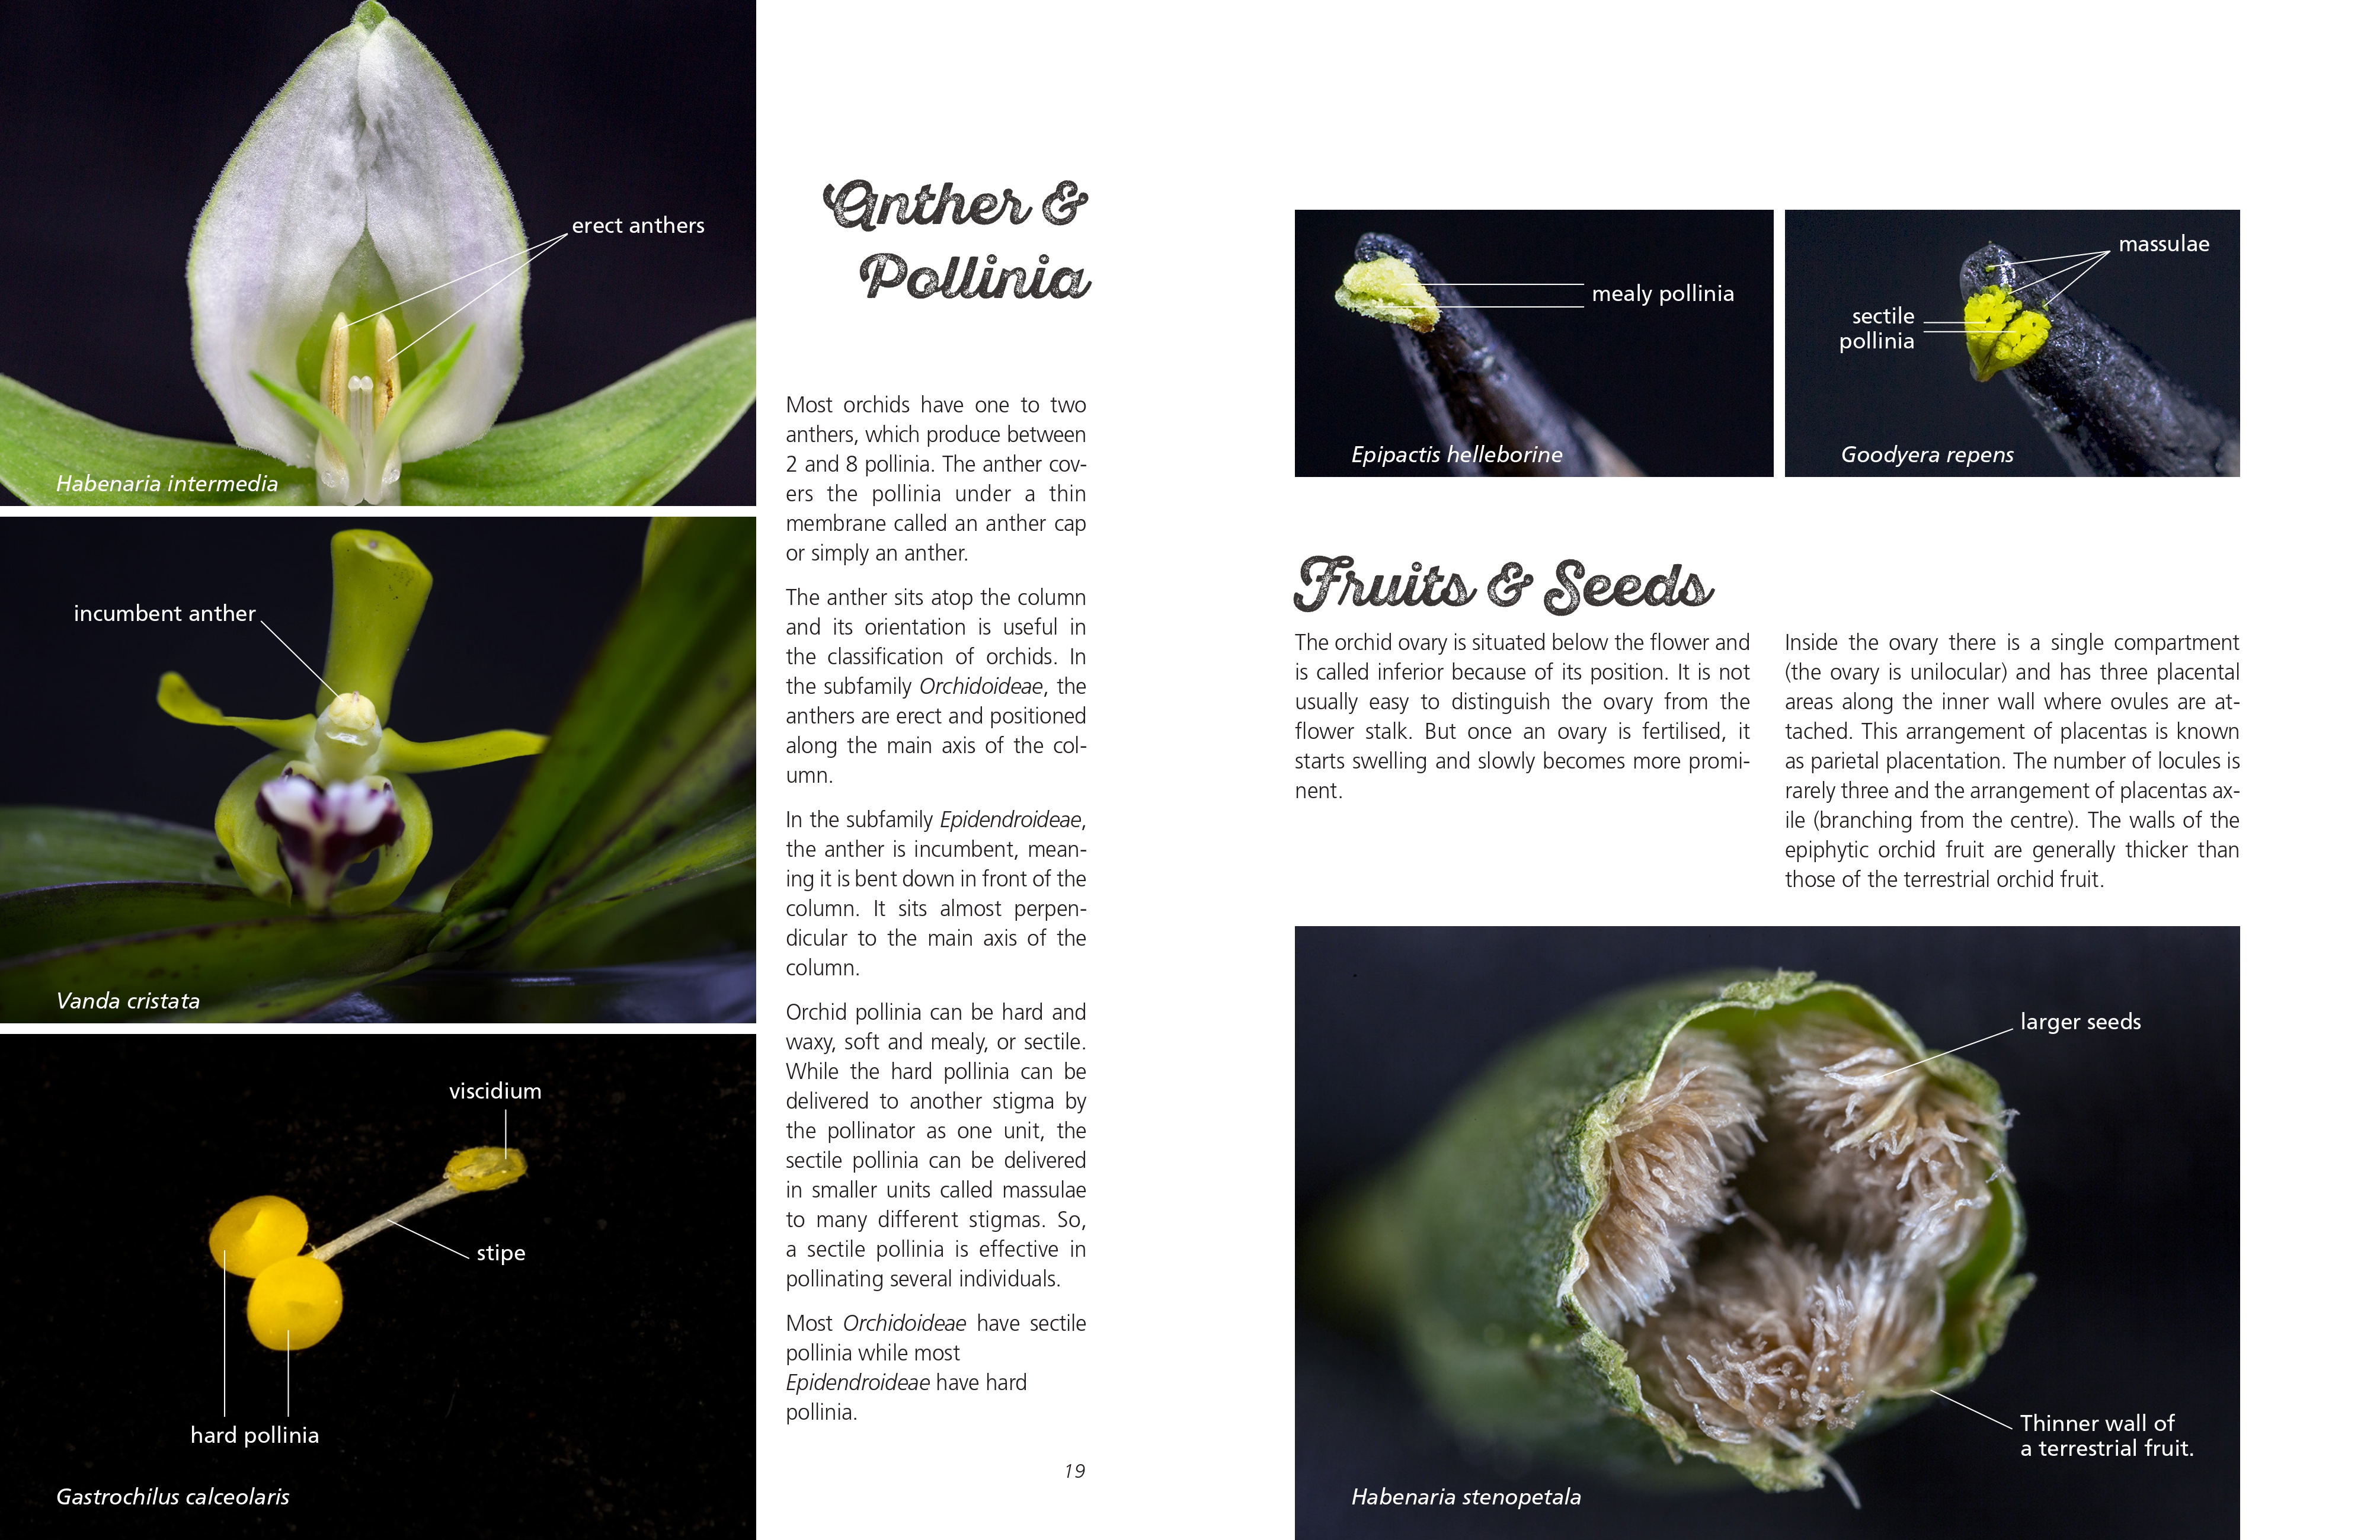 erect anthers
Habenaria intermedia
incumbent anther
Vanda cristata
viscidium
stipe
hard pollinia
Gastrochilus calceolaris
Anther &
Pollinia
Most orchids have one to two
anthers, which produce between
2 and 8 pollinia. The anther cov-
ers the pollinia under a thin
membrane called an anther cap
or simply an anther.
The anther sits atop the column
and its orientation is useful in
the classification of orchids. In
the subfamily Orchidoideae, the
anthers are erect and positioned
along the main axis of the col-
umn.
In the subfamily Epidendroideae,
the anther is incumbent, mean-
ing it is bent down in front of the
column. It sits almost perpen-
dicular to the main axis of the
column.
Orchid pollinia can be hard and
waxy, soft and mealy, or sectile.
While the hard pollinia can be
delivered to another stigma by
the pollinator as one unit, the
sectile pollinia can be delivered
in smaller units called massulae
to many different stigmas. So,
a sectile pollinia is effective in
pollinating several individuals.
Most Orchidoideae have sectile
pollinia while most
Epidendroideae have hard
pollinia.
19
mealy pollinia
Epipactis helleborine
massulae
sectile
pollinia
Goodyera repens
Fruits & Seeds
The orchid ovary is situated below the flower and
is called inferior because of its position. It is not
usually easy to distinguish the ovary from the
flower stalk. But once an ovary is fertilised, it
starts swelling and slowly becomes more promi-
nent.
Inside the ovary there is a single compartment
(the ovary is unilocular) and has three placental
areas along the inner wall where ovules are at-
tached. This arrangement of placentas is known
as parietal placentation. The number of locules is
rarely three and the arrangement of placentas ax-
ile (branching from the centre). The walls of the
epiphytic orchid fruit are generally thicker than
those of the terrestrial orchid fruit.
larger seeds
Thinner wall of
a terrestrial fruit.
Habenaria stenopetala